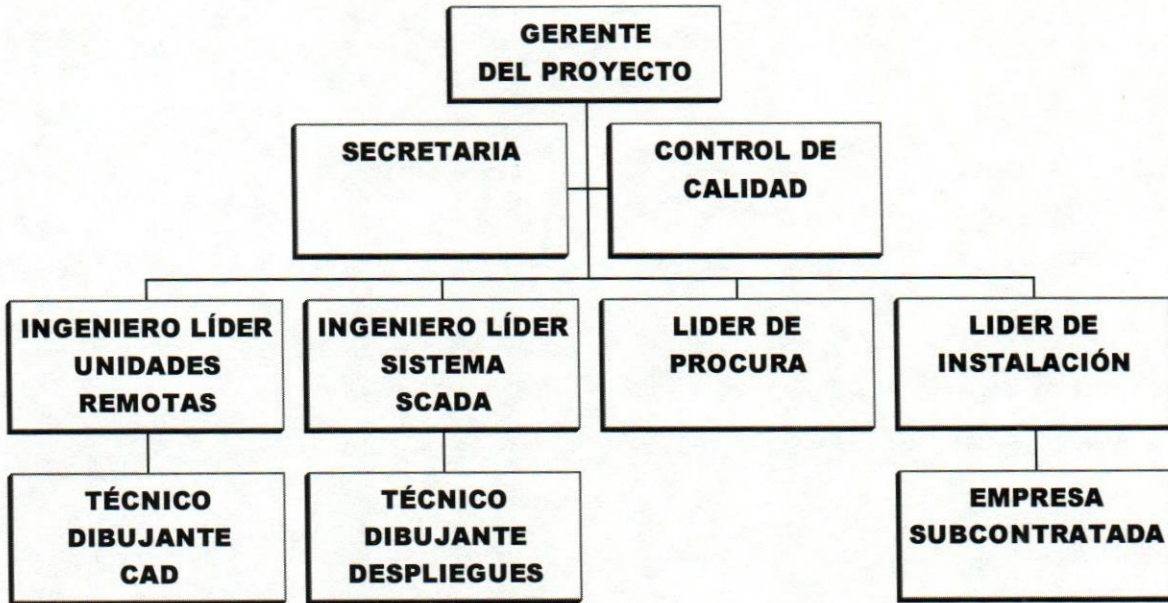 GERENTE
DEL PROYECTO
SECRETARIA
CONTROL DE
CALIDAD
INGENIERO LÍDER
UNIDADES
REMOTAS
INGENIERO LÍDER
SISTEMA
SCADA
LIDER DE
PROCURA
LIDER DE
INSTALACIÓN
TÉCNICO
DIBUJANTE
CAD
TÉCNICO
DIBUJANTE
DESPLIEGUES
EMPRESA
SUBCONTRATADA